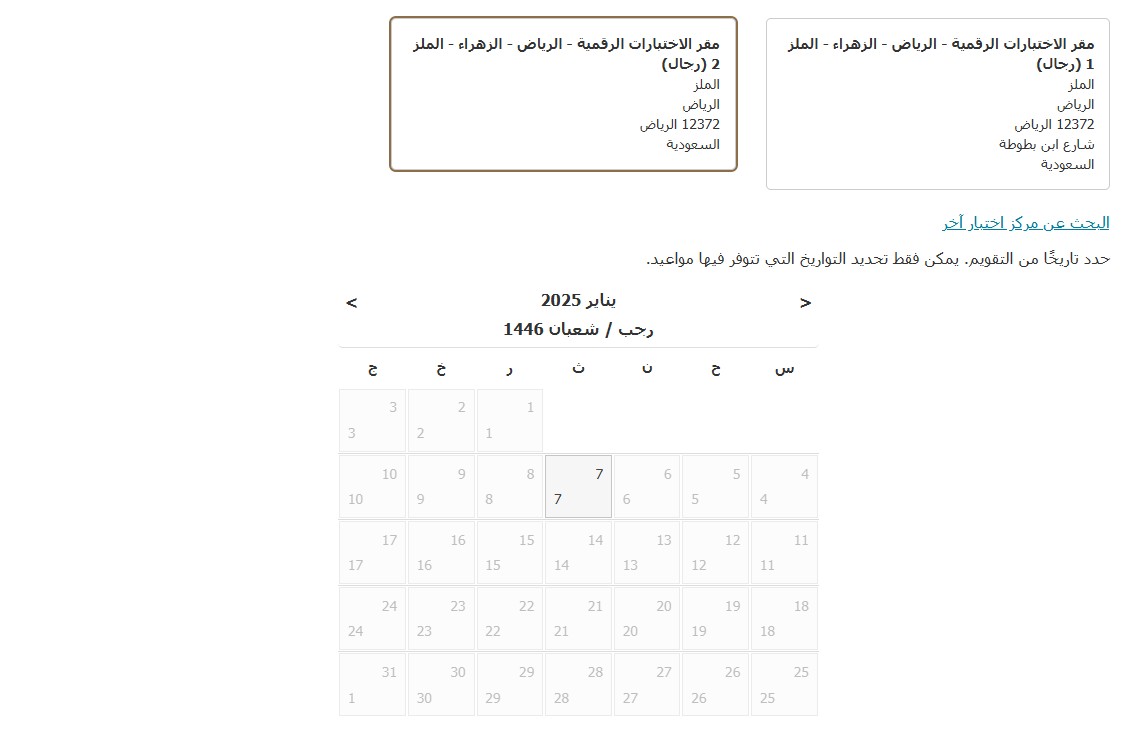 مقر الاختبارات الرقمية - الرياض - الزهراء - الملز
1 (رجال)
الملز
الرياض
12372 الرياض
شارع ابن بطوطة
السعودية
مقر الاختبارات الرقمية - الرياض - الزهراء - الملز
2 (رجال)
الملز
الرياض
12372 الرياض
السعودية
البحث عن مركز اختبار آخر
حدد تاريخًا من التقويم. يمكن فقط تحديد التواريخ التي تتوفر فيها مواعيد.
< يناير 2025 >
رجب / شعبان 1446
س ح ن ث ر خ ج
1 2 3
1 2 3
4 5 6 7 8 9 10
4 5 6 7 8 9 10
11 12 13 14 15 16 17
11 12 13 14 15 16 17
18 19 20 21 22 23 24
18 19 20 21 22 23 24
25 26 27 28 29 30 31
25 26 27 28 29 30 1